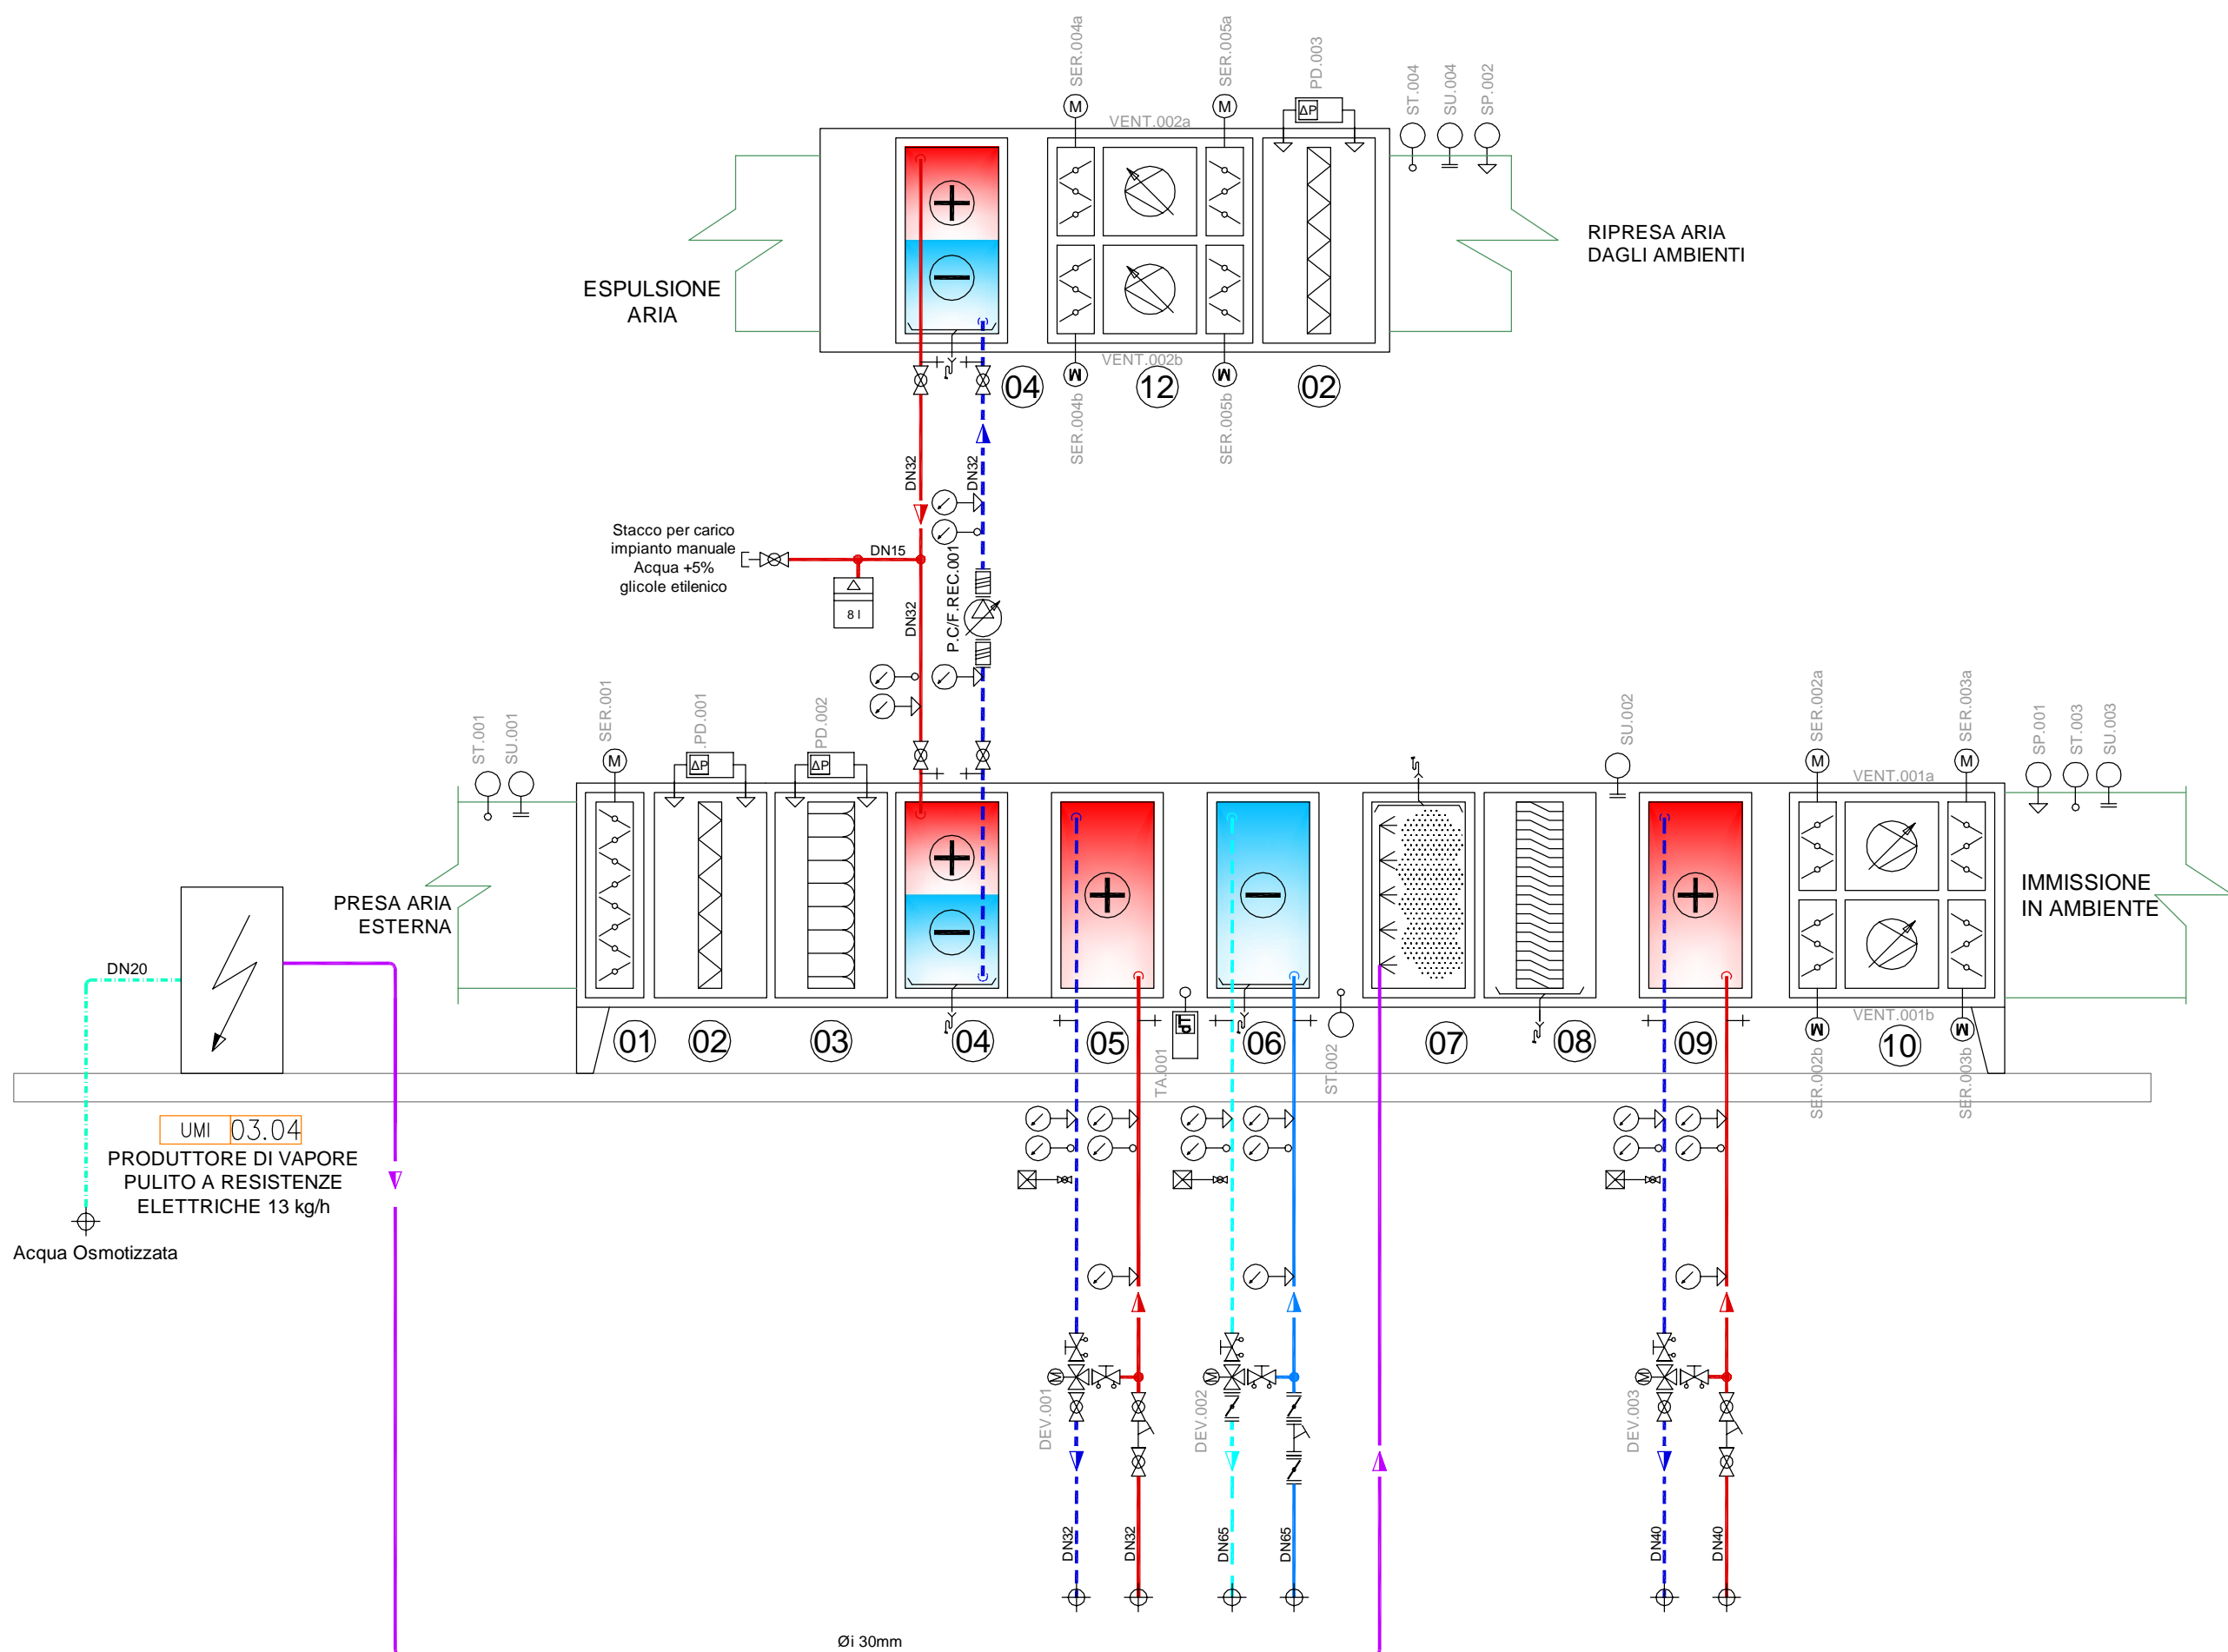 SER.004a
SER.005a
PD.003
ST.004
SU.004
SP.002
M
M
ΔP
VENT.002a
RIPRESA ARIA
DAGLI AMBIENTI
ESPULSIONE
ARIA
VENT.002b
M
M
04
12
02
SER.004b
SER.005b
DN32
DN32
Stacco per carico
impianto manuale
Acqua +5%
glicole etilenico
DN15
8 l
DN32
P.C/F.REC.001
ST.001
SU.001
SER.001
.PD.001
PD.002
SU.002
SER.002a
SER.003a
SP.001
ST.003
SU.003
M
ΔP
ΔP
M
M
VENT.001a
PRESA ARIA
ESTERNA
IMMISSIONE
IN AMBIENTE
DN20
VENT.001b
M
M
01
02
03
04
05
06
07
08
09
10
TA.001
ST.002
SER.002b
SER.003b
UMI 03.04
PRODUTTORE DI VAPORE
PULITO A RESISTENZE
ELETTRICHE 13 kg/h
Acqua Osmotizzata
M
M
M
DEV.001
DEV.002
DEV.003
DN32
DN32
DN65
DN65
DN40
DN40
Øi 30mm